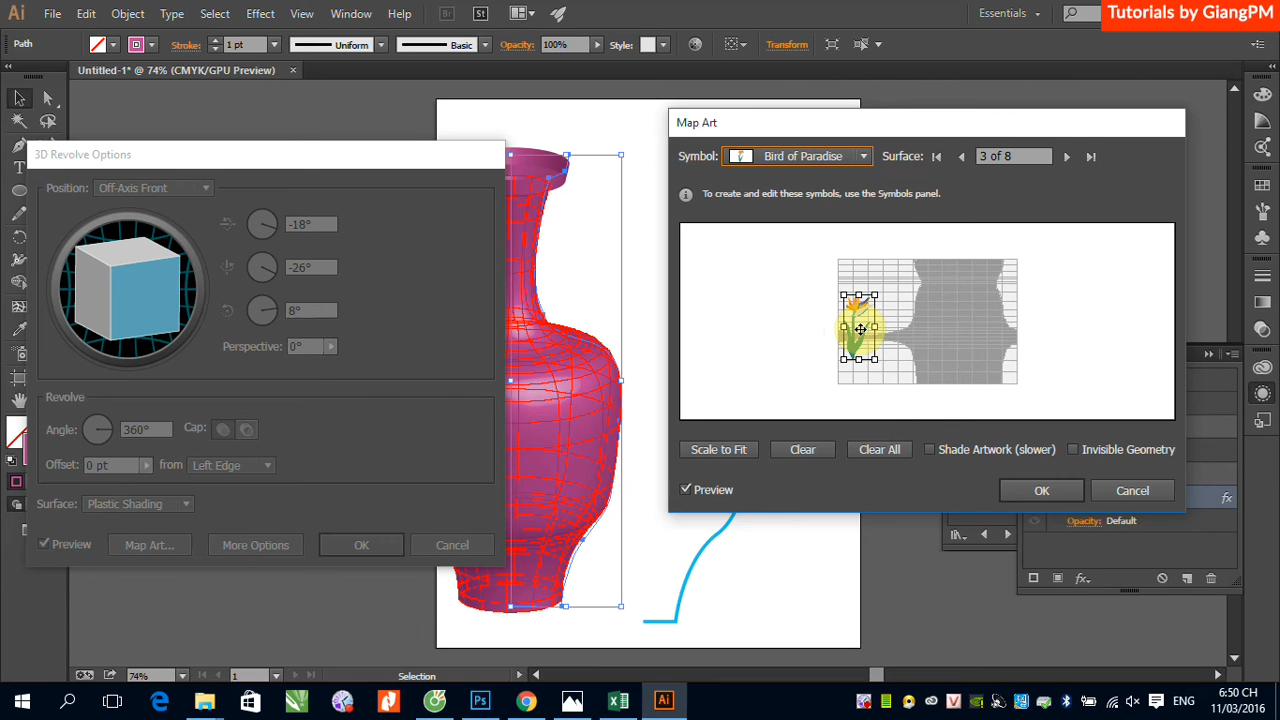 Ai File Edit Object Type Select Effect View Window Help Br St Essentials Tutorials by GiangPM
Path Stroke: 1 pt Uniform Basic Opacity: 100% Style: Transform
Untitled-1* @ 74% (CMYK/GPU Preview) ×
Map Art
Symbol: Bird of Paradise Surface: 3 of 8
To create and edit these symbols, use the Symbols panel.
Scale to Fit Clear Clear All Shade Artwork (slower) Invisible Geometry
Preview OK Cancel
3D Revolve Options
Position: Off-Axis Front
-18°
-26°
8°
Perspective: 0°
Revolve
Angle: 360° Cap:
Offset: 0 pt from Left Edge
Surface: Plastic Shading
Preview Map Art... More Options OK Cancel
fx
Opacity: Default
fx
74% 1 Selection
ENG 6:50 CH
11/03/2016